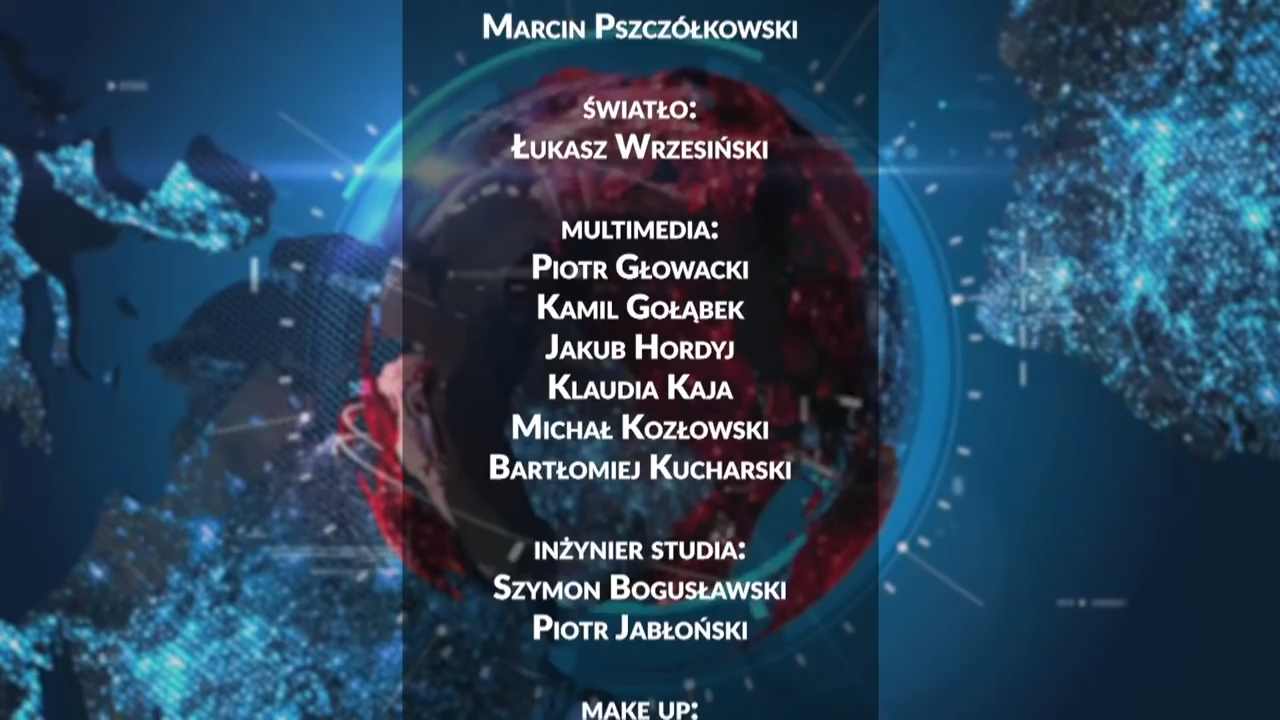 Marcin Pszczółkowski
światło:
Łukasz Wrzesiński
multimedia:
Piotr Głowacki
Kamil Gołąbek
Jakub Hordyj
Klaudia Kaja
Michał Kozłowski
Bartłomiej Kucharski
inżynier studia:
Szymon Bogusławski
Piotr Jabłoński
make up: